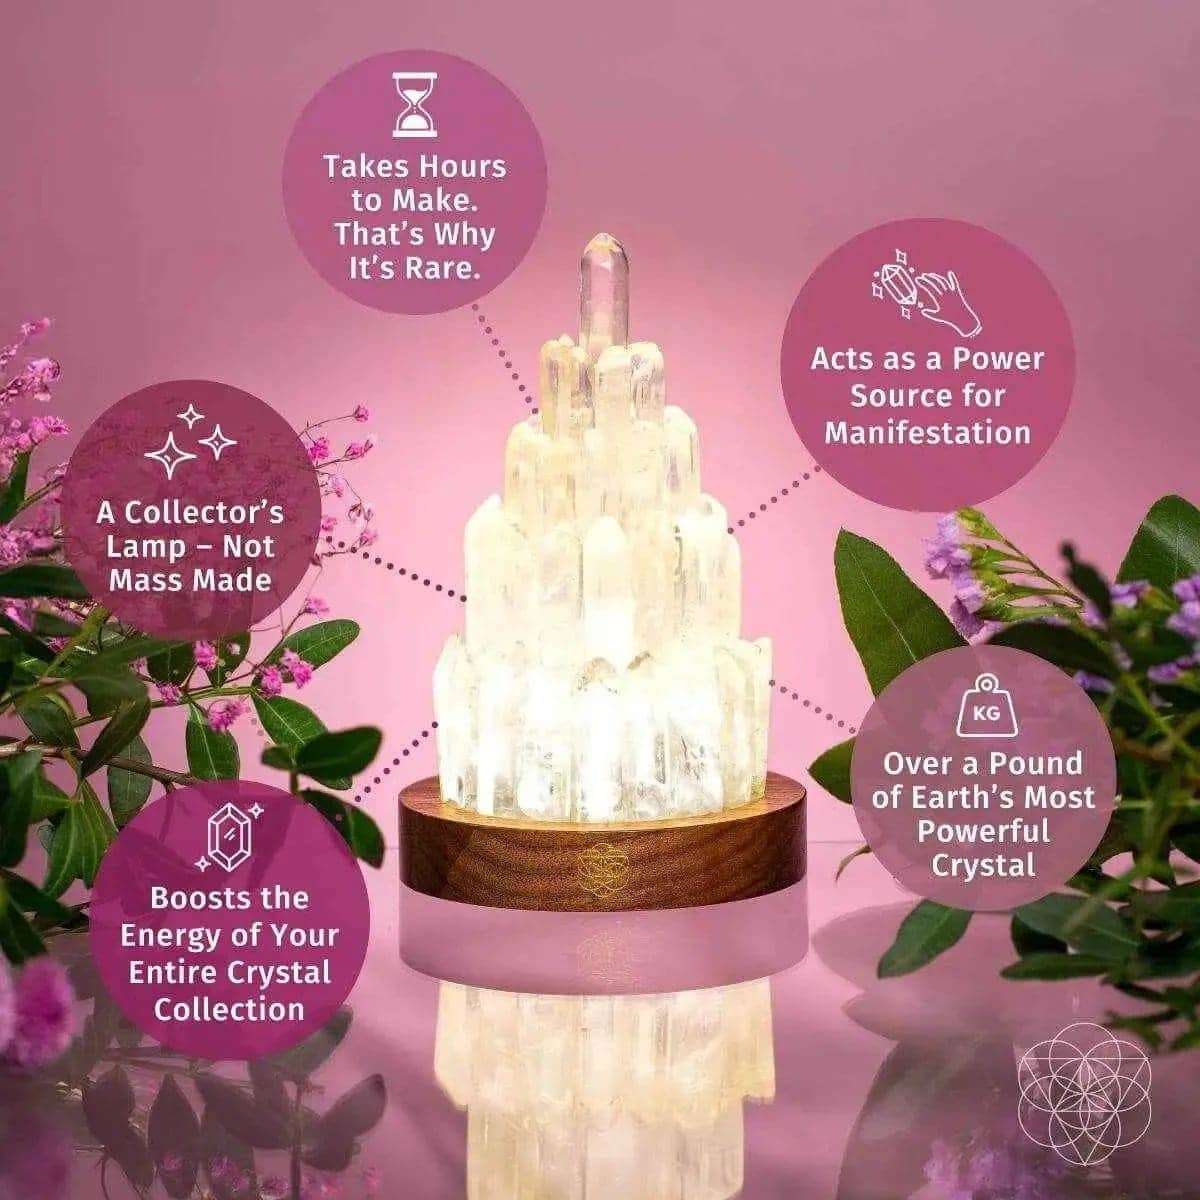 Takes Hours
to Make.
That's Why
It's Rare.
Acts as a Power
Source for
Manifestation
A Collector's
Lamp – Not
Mass Made
KG
Over a Pound
of Earth's Most
Powerful
Crystal
Boosts the
Energy of Your
Entire Crystal
Collection